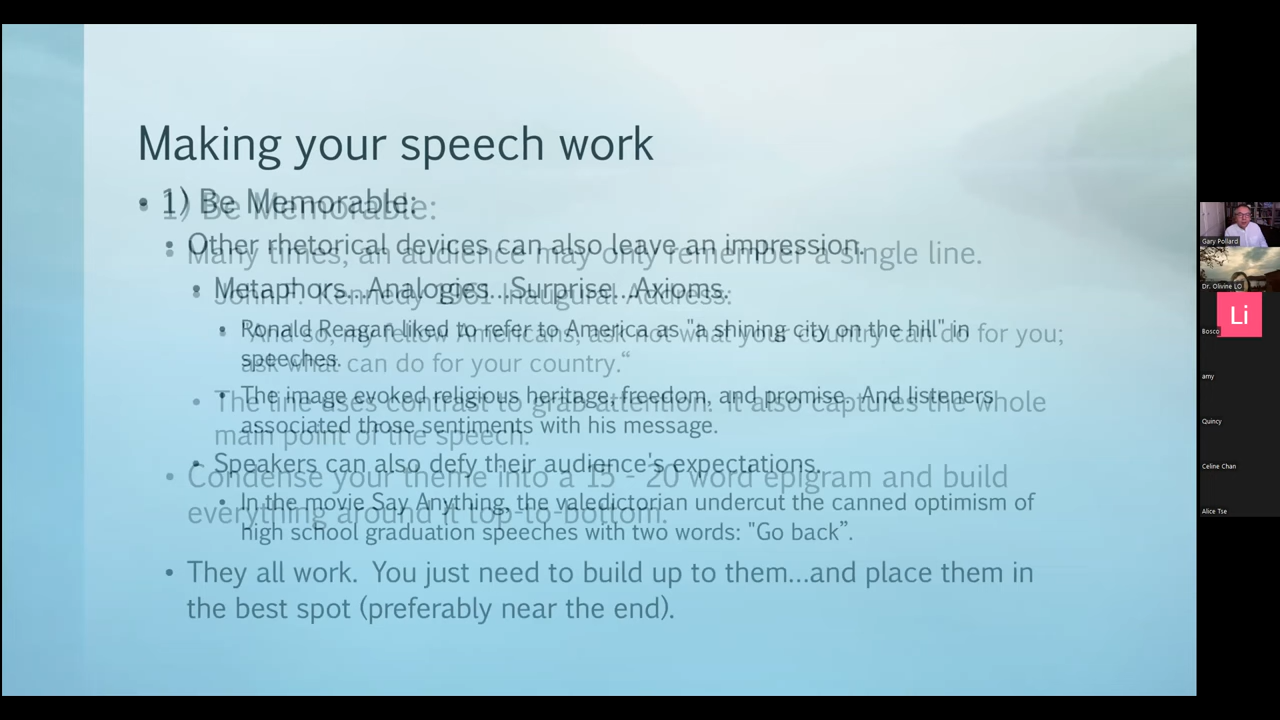 Making your speech work
• 1) Be Memorable:
• Other rhetorical devices can also leave an impression.
• Metaphors...Analogies...Surprise...Axioms.
• Ronald Reagan liked to refer to America as "a shining city on the hill" in
speeches.
• The image evoked religious heritage, freedom, and promise. And listeners
associated those sentiments with his message.
• Speakers can also defy their audience's expectations.
• In the movie Say Anything, the valedictorian undercut the canned optimism of
high school graduation speeches with two words: "Go back”.
• They all work. You just need to build up to them...and place them in
the best spot (preferably near the end).
• 1) Be Memorable:
• Many times, an audience may only remember a single line.
• John F. Kennedy 1961 Inaugural Address:
• "And so, my fellow Americans, ask not what your country can do for you;
ask what can do for your country.“
• The line uses contrast to grab attention. It also captures the whole
main point of the speech.
• Condense your theme into a 15 - 20 word epigram and build
everything around it top-to-bottom.
Gary Pollard
Dr. Olivine LO
Li
Bosco
amy
Quincy
Celine Chan
Alice Tse